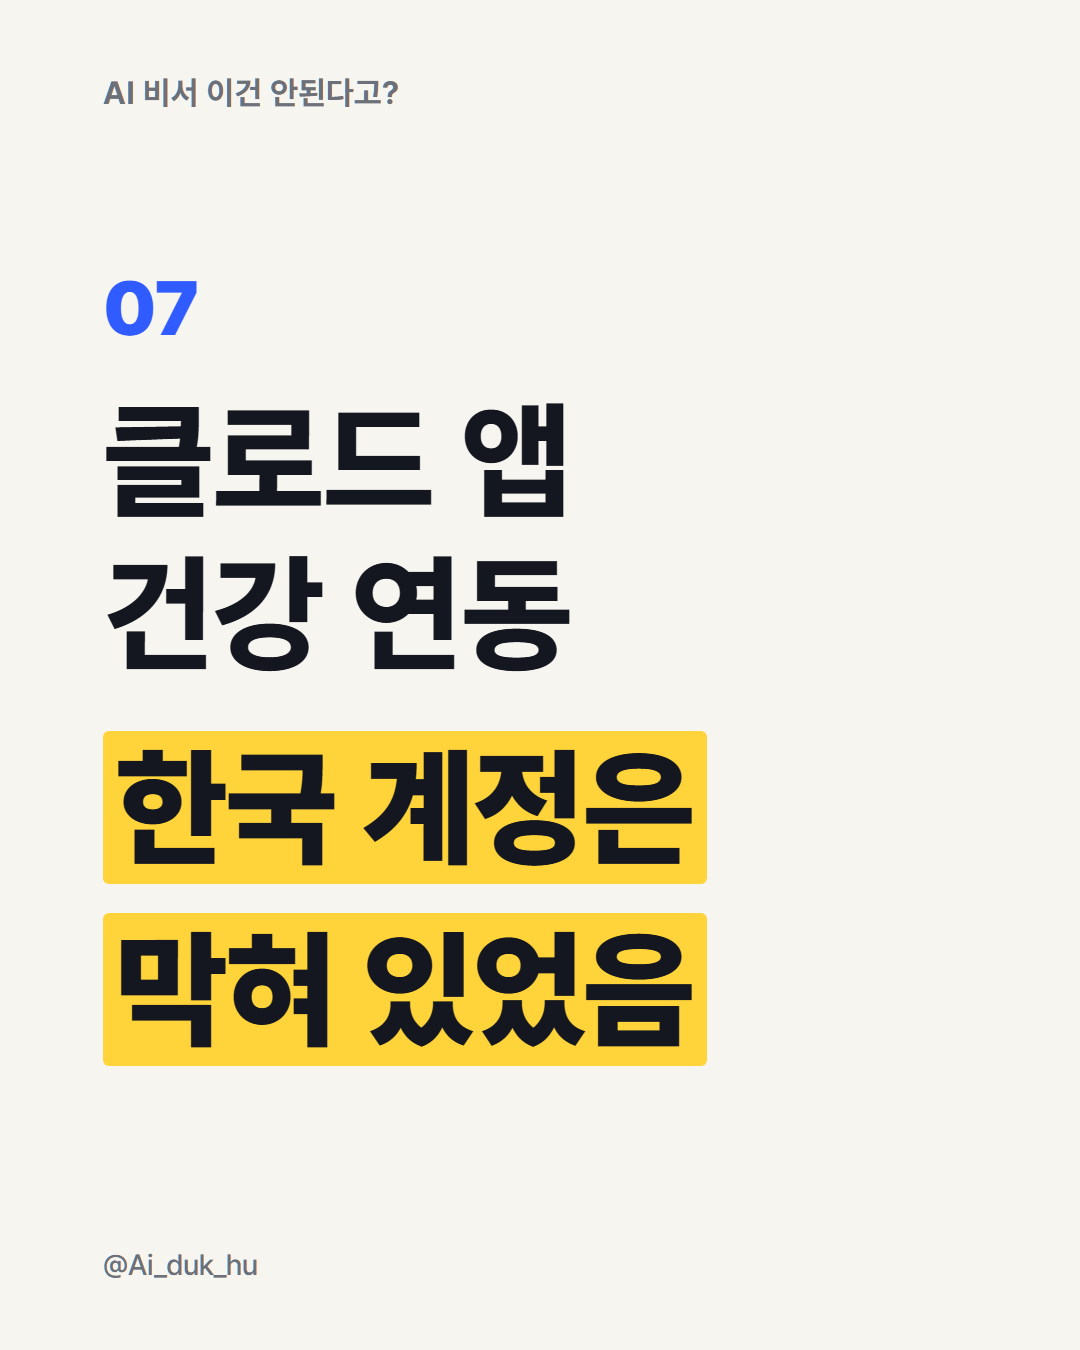 AI 비서 이건 안된다고?
07
클로드 앱
건강 연동
한국 계정은
막혀 있었음
@Ai_duk_hu